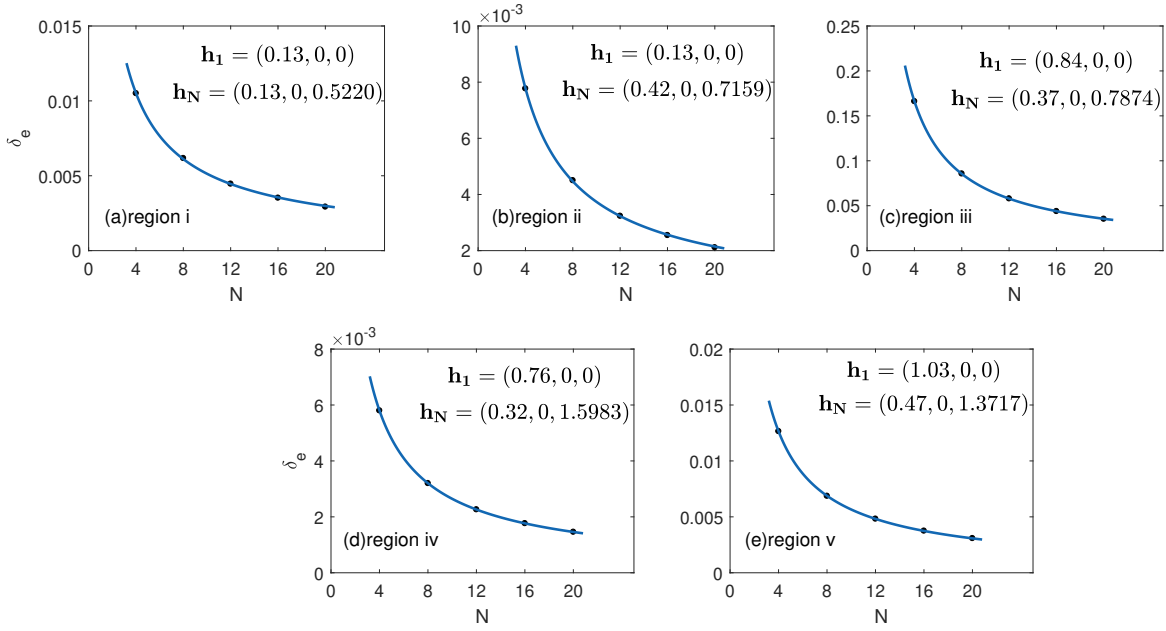 0.015
0.01
0.005
0
δe
h1 = (0.13, 0, 0)
hN = (0.13, 0, 0.5220)
(a)region i
0 4 8 12 16 20
N
×10-3
10
8
6
4
2
h1 = (0.13, 0, 0)
hN = (0.42, 0, 0.7159)
(b)region ii
0 4 8 12 16 20
N
0.25
0.2
0.15
0.1
0.05
0
h1 = (0.84, 0, 0)
hN = (0.37, 0, 0.7874)
(c)region iii
0 4 8 12 16 20
N
×10-3
8
6
4
2
0
δe
h1 = (0.76, 0, 0)
hN = (0.32, 0, 1.5983)
(d)region iv
0 4 8 12 16 20
N
0.02
0.015
0.01
0.005
0
h1 = (1.03, 0, 0)
hN = (0.47, 0, 1.3717)
(e)region v
0 4 8 12 16 20
N